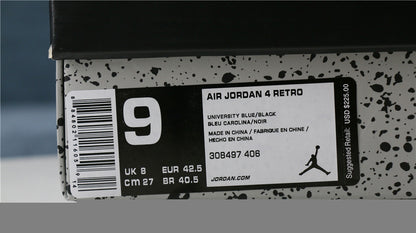 9
UK 8 EUR 42.5
CM 27 BR 40.5
AIR JORDAN 4 RETRO
UNIVERSITY BLUE/BLACK
BLEU CAROLINA/NOIR
MADE IN CHINA / FABRIQUE EN CHINE /
HECHO EN CHINA
308497 406
JORDAN.COM
Suggested Retail: USD $225.00